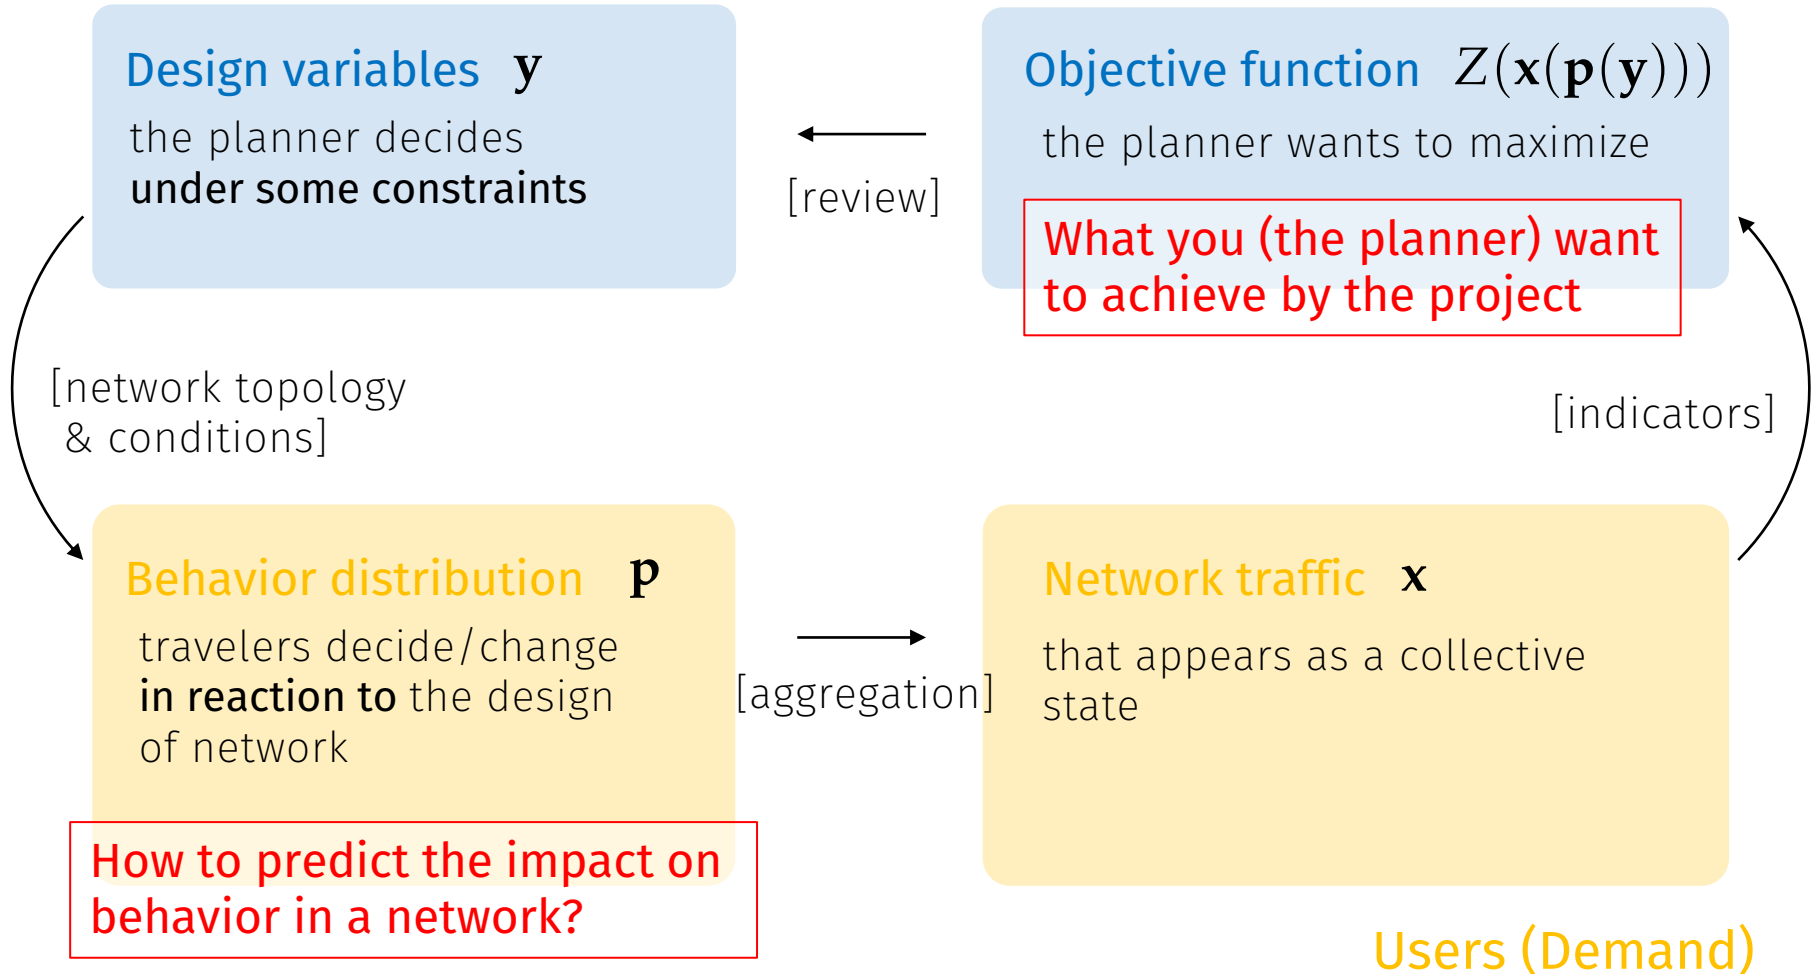 Design variables y
the planner decides
under some constraints
Objective function Z(x(p(y)))
the planner wants to maximize
What you (the planner) want
to achieve by the project
[review]
[network topology
& conditions]
[indicators]
Behavior distribution p
travelers decide/change
in reaction to the design
of network
How to predict the impact on
behavior in a network?
[aggregation]
Network traffic x
that appears as a collective
state
Users (Demand)